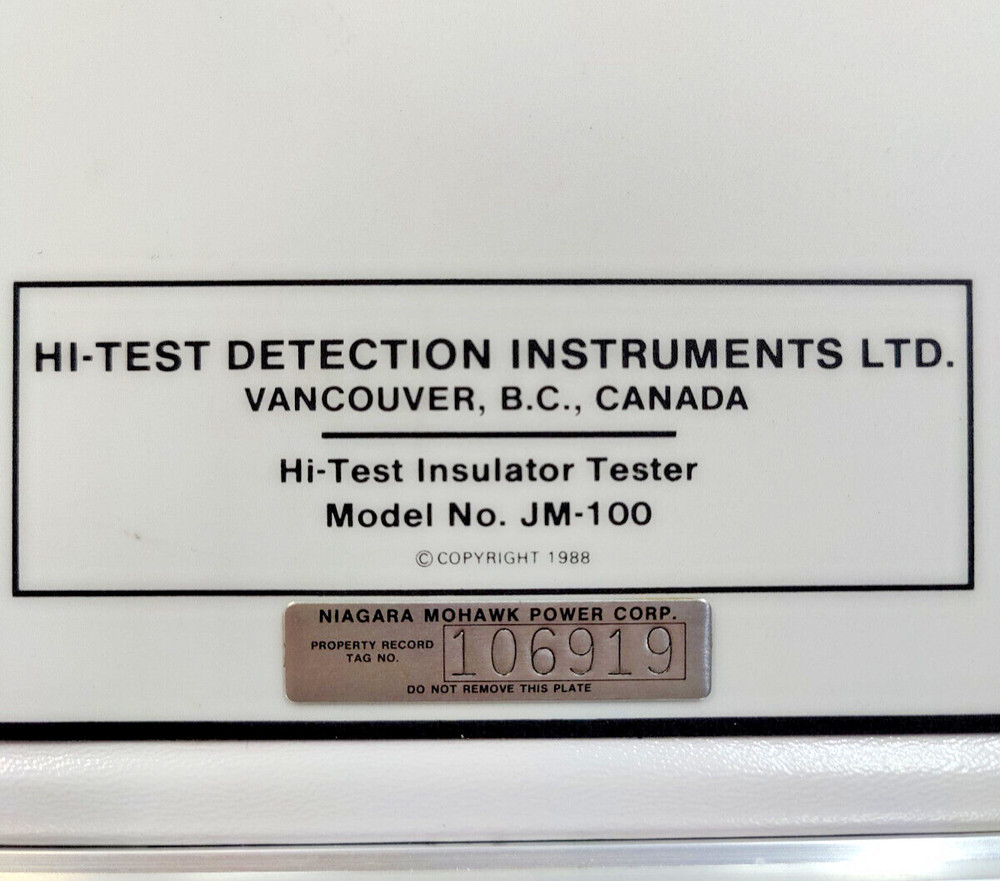 HI-TEST DETECTION INSTRUMENTS LTD.
VANCOUVER, B.C., CANADA
Hi-Test Insulator Tester
Model No. JM-100
© COPYRIGHT 1988
NIAGARA MOHAWK POWER CORP.
PROPERTY RECORD
TAG NO.
106919
DO NOT REMOVE THIS PLATE